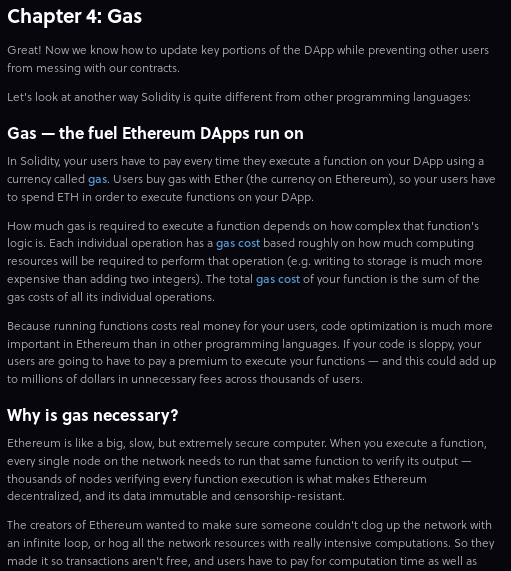 Chapter 4: Gas
Great! Now we know how to update key portions of the DApp while preventing other users
from messing with our contracts.
Let's look at another way Solidity is quite different from other programming languages:
Gas — the fuel Ethereum DApps run on
In Solidity, your users have to pay every time they execute a function on your DApp using a
currency called gas. Users buy gas with Ether (the currency on Ethereum), so your users have
to spend ETH in order to execute functions on your DApp.
How much gas is required to execute a function depends on how complex that function's
logic is. Each individual operation has a gas cost based roughly on how much computing
resources will be required to perform that operation (e.g. writing to storage is much more
expensive than adding two integers). The total gas cost of your function is the sum of the
gas costs of all its individual operations.
Because running functions costs real money for your users, code optimization is much more
important in Ethereum than in other programming languages. If your code is sloppy, your
users are going to have to pay a premium to execute your functions — and this could add up
to millions of dollars in unnecessary fees across thousands of users.
Why is gas necessary?
Ethereum is like a big, slow, but extremely secure computer. When you execute a function,
every single node on the network needs to run that same function to verify its output —
thousands of nodes verifying every function execution is what makes Ethereum
decentralized, and its data immutable and censorship-resistant.
The creators of Ethereum wanted to make sure someone couldn't clog up the network with
an infinite loop, or hog all the network resources with really intensive computations. So they
made it so transactions aren't free, and users have to pay for computation time as well as